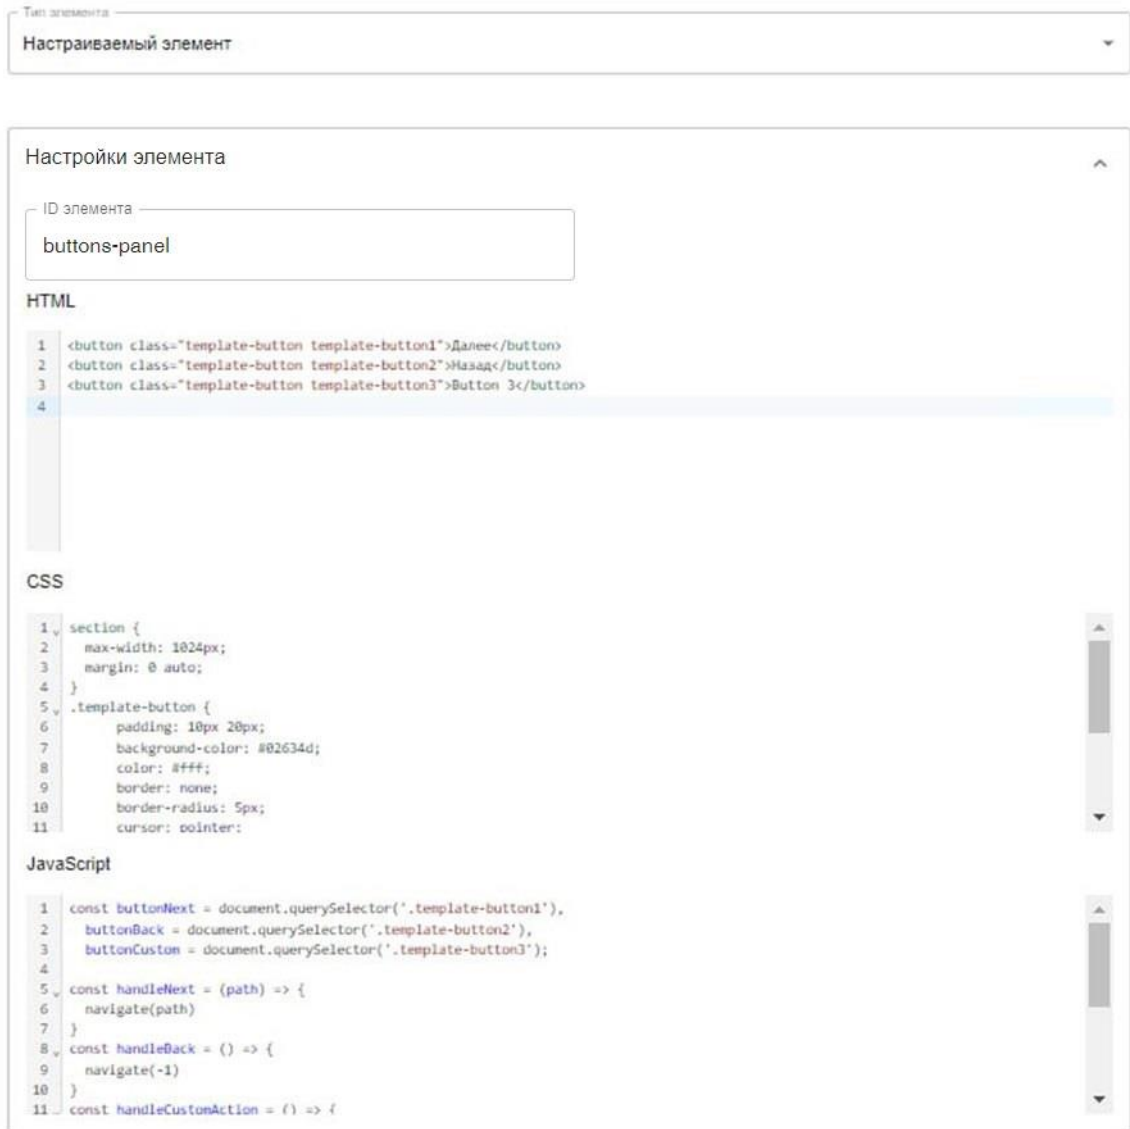 Тип элемента
Настраиваемый элемент
Настройки элемента
ID элемента
buttons-panel
HTML
1 <button class="template-button template-button1">Далее</button>
2 <button class="template-button template-button2">Назад</button>
3 <button class="template-button template-button3">Button 3</button>
4
CSS
1 section {
2 max-width: 1024px;
3 margin: 0 auto;
4 }
5 .template-button {
6 padding: 10px 20px;
7 background-color: #02634d;
8 color: #fff;
9 border: none;
10 border-radius: 5px;
11 cursor: pointer;
JavaScript
1 const buttonNext = document.querySelector('.template-button1'),
2 buttonBack = document.querySelector('.template-button2'),
3 buttonCustom = document.querySelector('.template-button3');
4
5 const handleNext = (path) => {
6 navigate(path)
7 }
8 const handleBack = () => {
9 navigate(-1)
10 }
11 const handleCustomAction = () => {